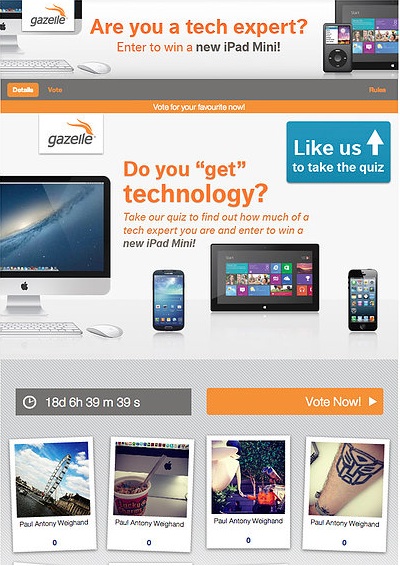 gazelle
Are you a tech expert?
Enter to win a new iPad Mini!
Details Vote Rules
Vote for your favourite now!
gazelle
Like us
to take the quiz
Do you “get”
technology?
Take our quiz to find out how much of a
tech expert you are and enter to win a
new iPad Mini!
Start
18d 6h 39 m 39 s
Vote Now!
Paul Antony Weighand
0
Paul Antony Weighand
0
Paul Antony Weighand
0
Paul Antony Weighand
0